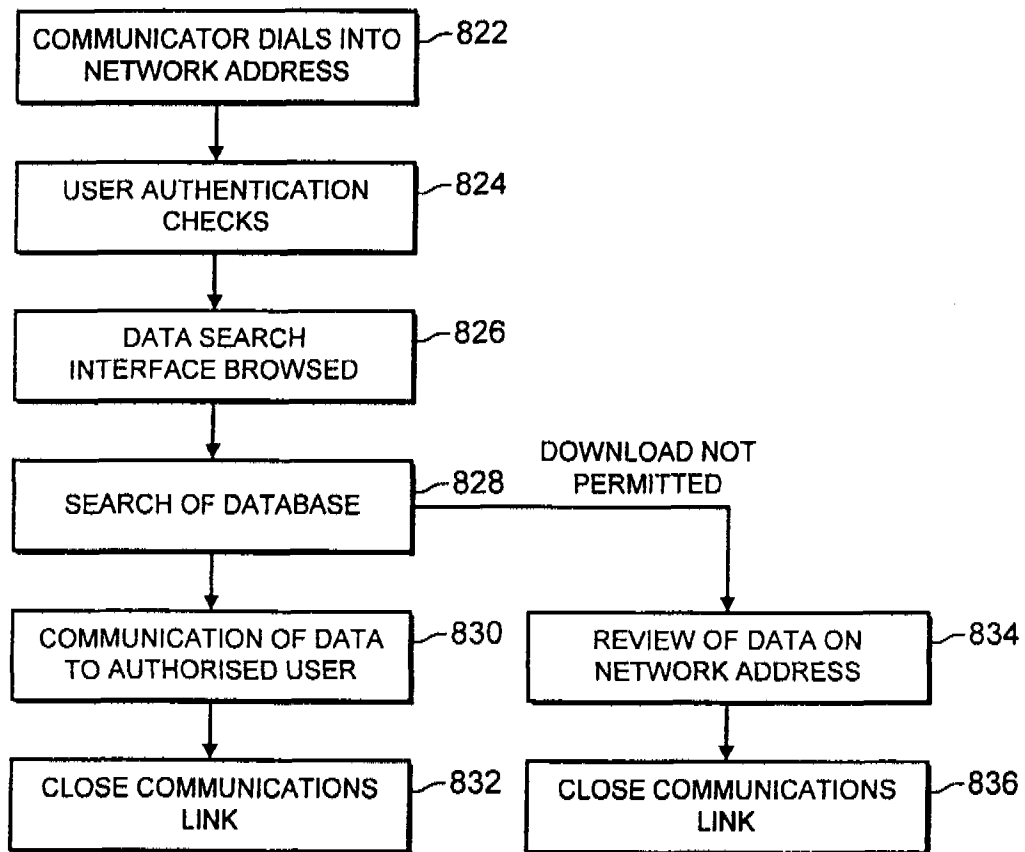 COMMUNICATOR DIALS INTO
NETWORK ADDRESS
822
USER AUTHENTICATION
CHECKS
824
DATA SEARCH
INTERFACE BROWSED
826
SEARCH OF DATABASE
828
DOWNLOAD NOT
PERMITTED
COMMUNICATION OF DATA
TO AUTHORISED USER
830
REVIEW OF DATA ON
NETWORK ADDRESS
834
CLOSE COMMUNICATIONS
LINK
832
CLOSE COMMUNICATIONS
LINK
836